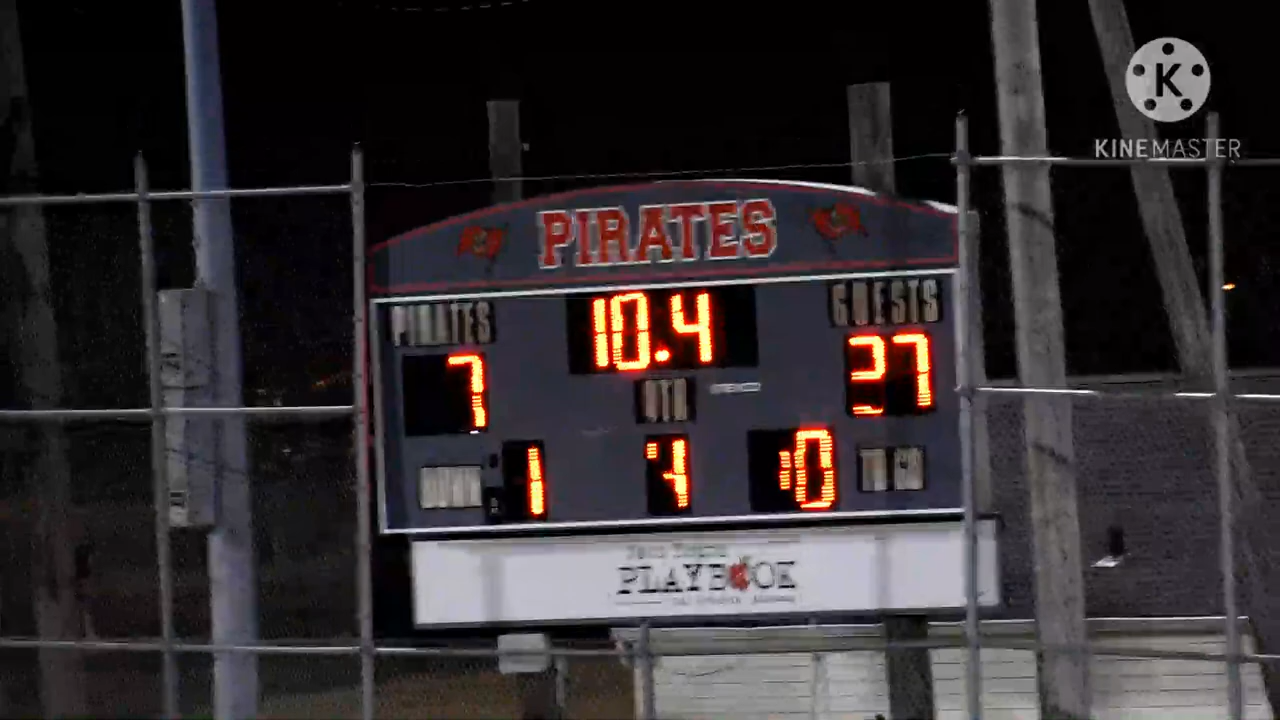 K
KINEMASTER
PIRATES
PIRATES
10.4
GUESTS
7
27
QTR
DOWN
1
4
10
TO GO
PLAYBOOK